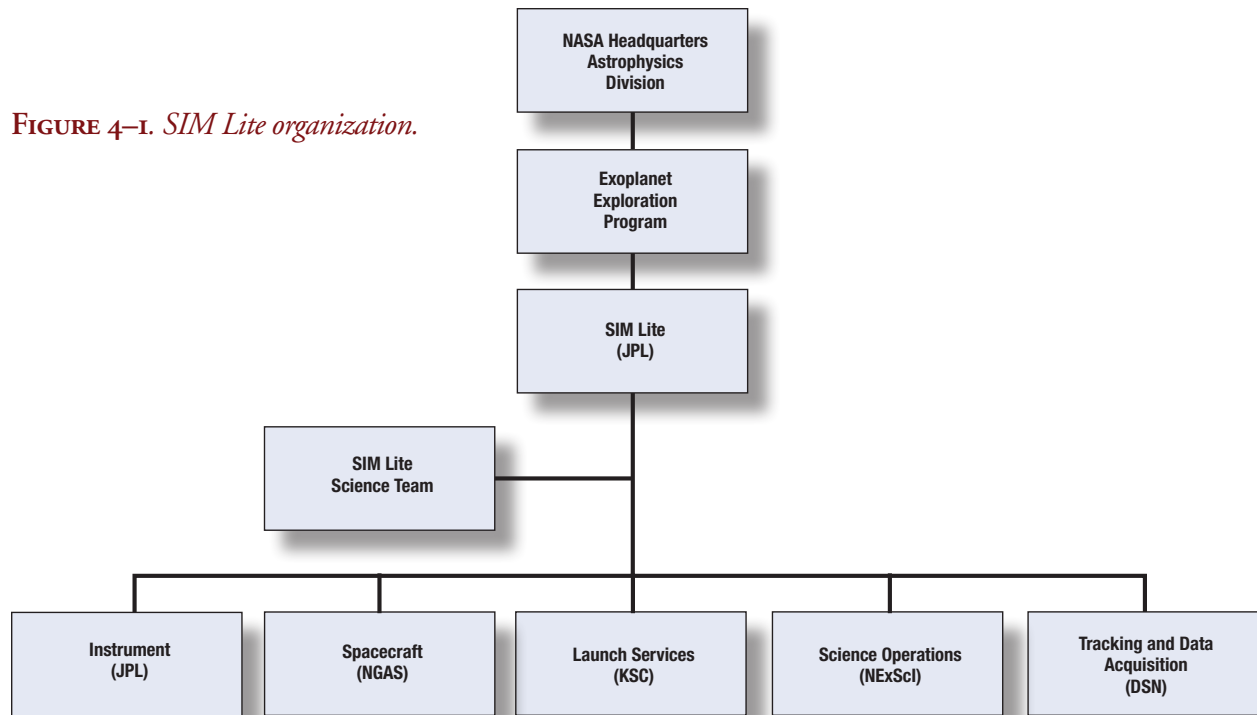 NASA Headquarters
Astrophysics
Division
FIGURE 4–1. SIM Lite organization.
Exoplanet
Exploration
Program
SIM Lite
(JPL)
SIM Lite
Science Team
Instrument
(JPL)
Spacecraft
(NGAS)
Launch Services
(KSC)
Science Operations
(NExScI)
Tracking and Data
Acquisition
(DSN)